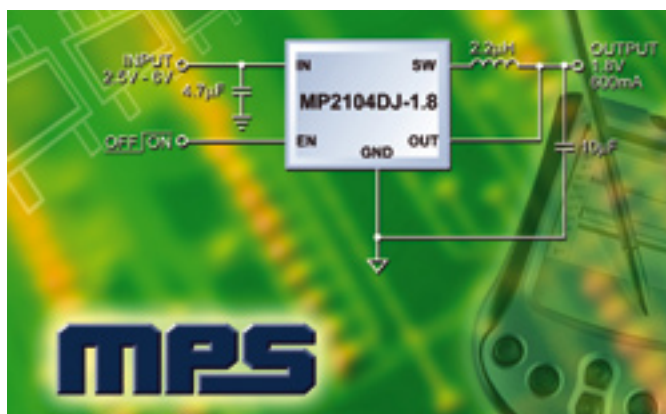 INPUT
2.5V - 6V
4.7µF
OFF ON
IN
SW
MP2104DJ-1.8
EN
OUT
GND
2.2µH
OUTPUT
1.8V
600mA
10µF
MPS